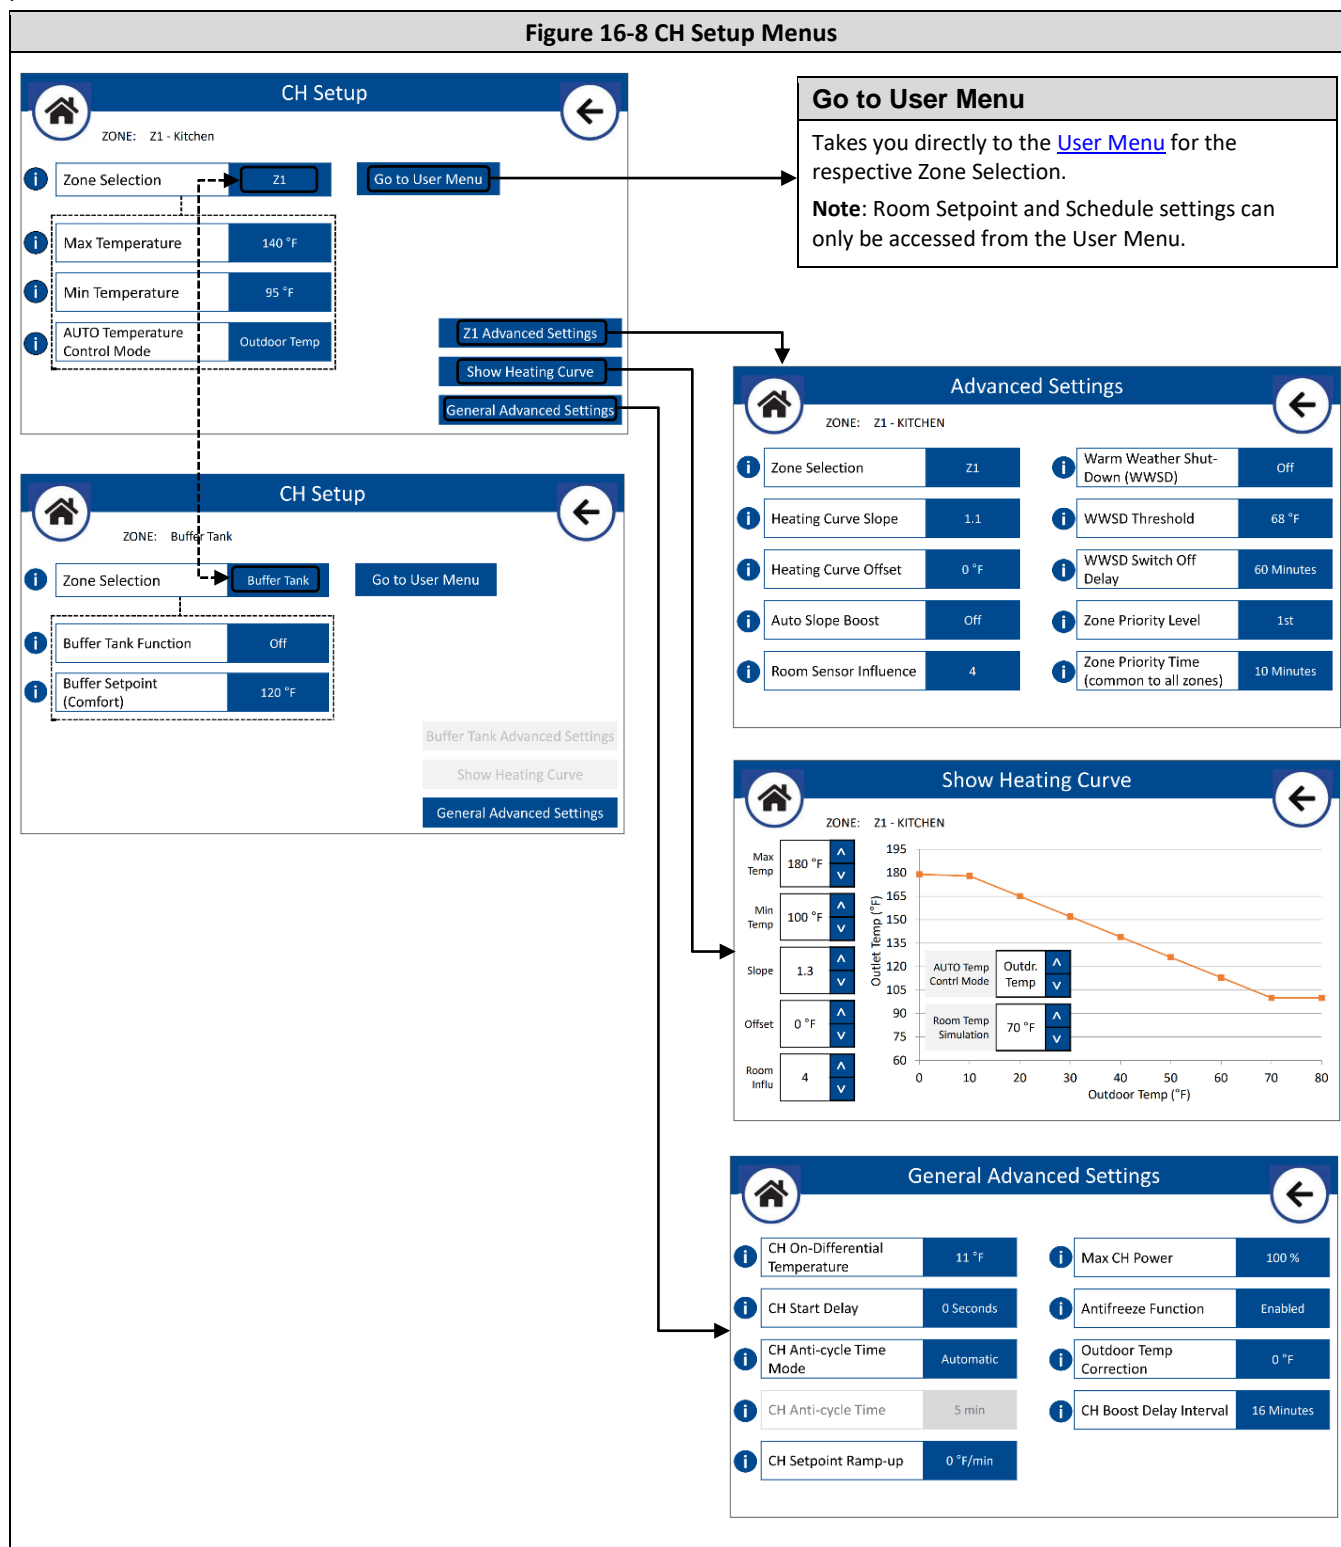 Figure 16-8 CH Setup Menus
CH Setup
ZONE: Z1 - Kitchen
i Zone Selection Z1
Go to User Menu
i Max Temperature 140 °F
i Min Temperature 95 °F
i AUTO Temperature
Control Mode
Outdoor Temp
Z1 Advanced Settings
Show Heating Curve
General Advanced Settings
Go to User Menu
Takes you directly to the User Menu for the
respective Zone Selection.
Note: Room Setpoint and Schedule settings can
only be accessed from the User Menu.
CH Setup
ZONE: Buffer Tank
i Zone Selection Buffer Tank
Go to User Menu
i Buffer Tank Function Off
i Buffer Setpoint
(Comfort)
120 °F
Buffer Tank Advanced Settings
Show Heating Curve
General Advanced Settings
Advanced Settings
ZONE: Z1 - KITCHEN
i Zone Selection Z1
i Heating Curve Slope 1.1
i Heating Curve Offset 0 °F
i Auto Slope Boost Off
i Room Sensor Influence 4
i Warm Weather Shut-
Down (WWSD)
Off
i WWSD Threshold 68 °F
i WWSD Switch Off
Delay
60 Minutes
i Zone Priority Level 1st
i Zone Priority Time
(common to all zones)
10 Minutes
Show Heating Curve
ZONE: Z1 - KITCHEN
Max
Temp
180 °F
Min
Temp
100 °F
Slope 1.3
Offset 0 °F
Room
Influ
4
Outlet Temp (°F)
195
180
165
150
135
120
105
90
75
60
AUTO Temp
Contrl Mode
Outdr.
Temp
Room Temp
Simulation
70 °F
0 10 20 30 40 50 60 70 80
Outdoor Temp (°F)
General Advanced Settings
i CH On-Differential
Temperature
11 °F
i CH Start Delay 0 Seconds
i CH Anti-cycle Time
Mode
Automatic
i CH Anti-cycle Time 5 min
i CH Setpoint Ramp-up 0 °F/min
i Max CH Power 100 %
i Antifreeze Function Enabled
i Outdoor Temp
Correction
0 °F
i CH Boost Delay Interval 16 Minutes